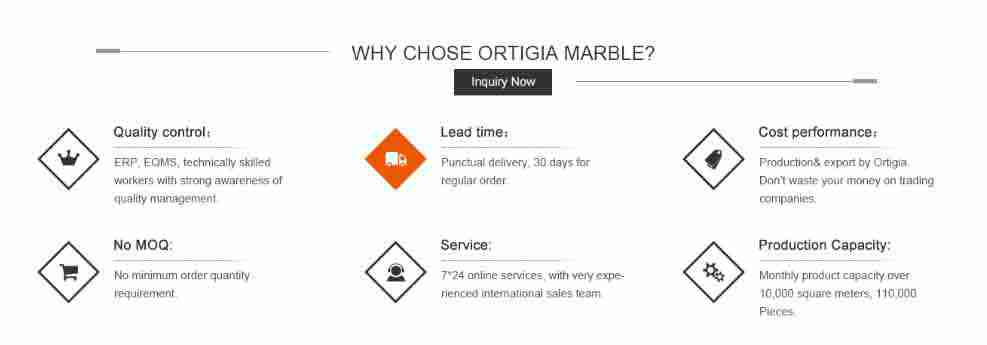 WHY CHOSE ORTIGIA MARBLE?
Inquiry Now
Quality control:
ERP, EQMS, technically skilled
workers with strong awareness of
quality management.
Lead time:
Punctual delivery, 30 days for
regular order.
Cost performance:
Production& export by Ortigia.
Don't waste your money on trading
companies.
No MOQ:
No minimum order quantity
requirement.
Service:
7*24 online services, with very expe-
rienced international sales team.
Production Capacity:
Monthly product capacity over
10,000 square meters, 110,000
Pieces.